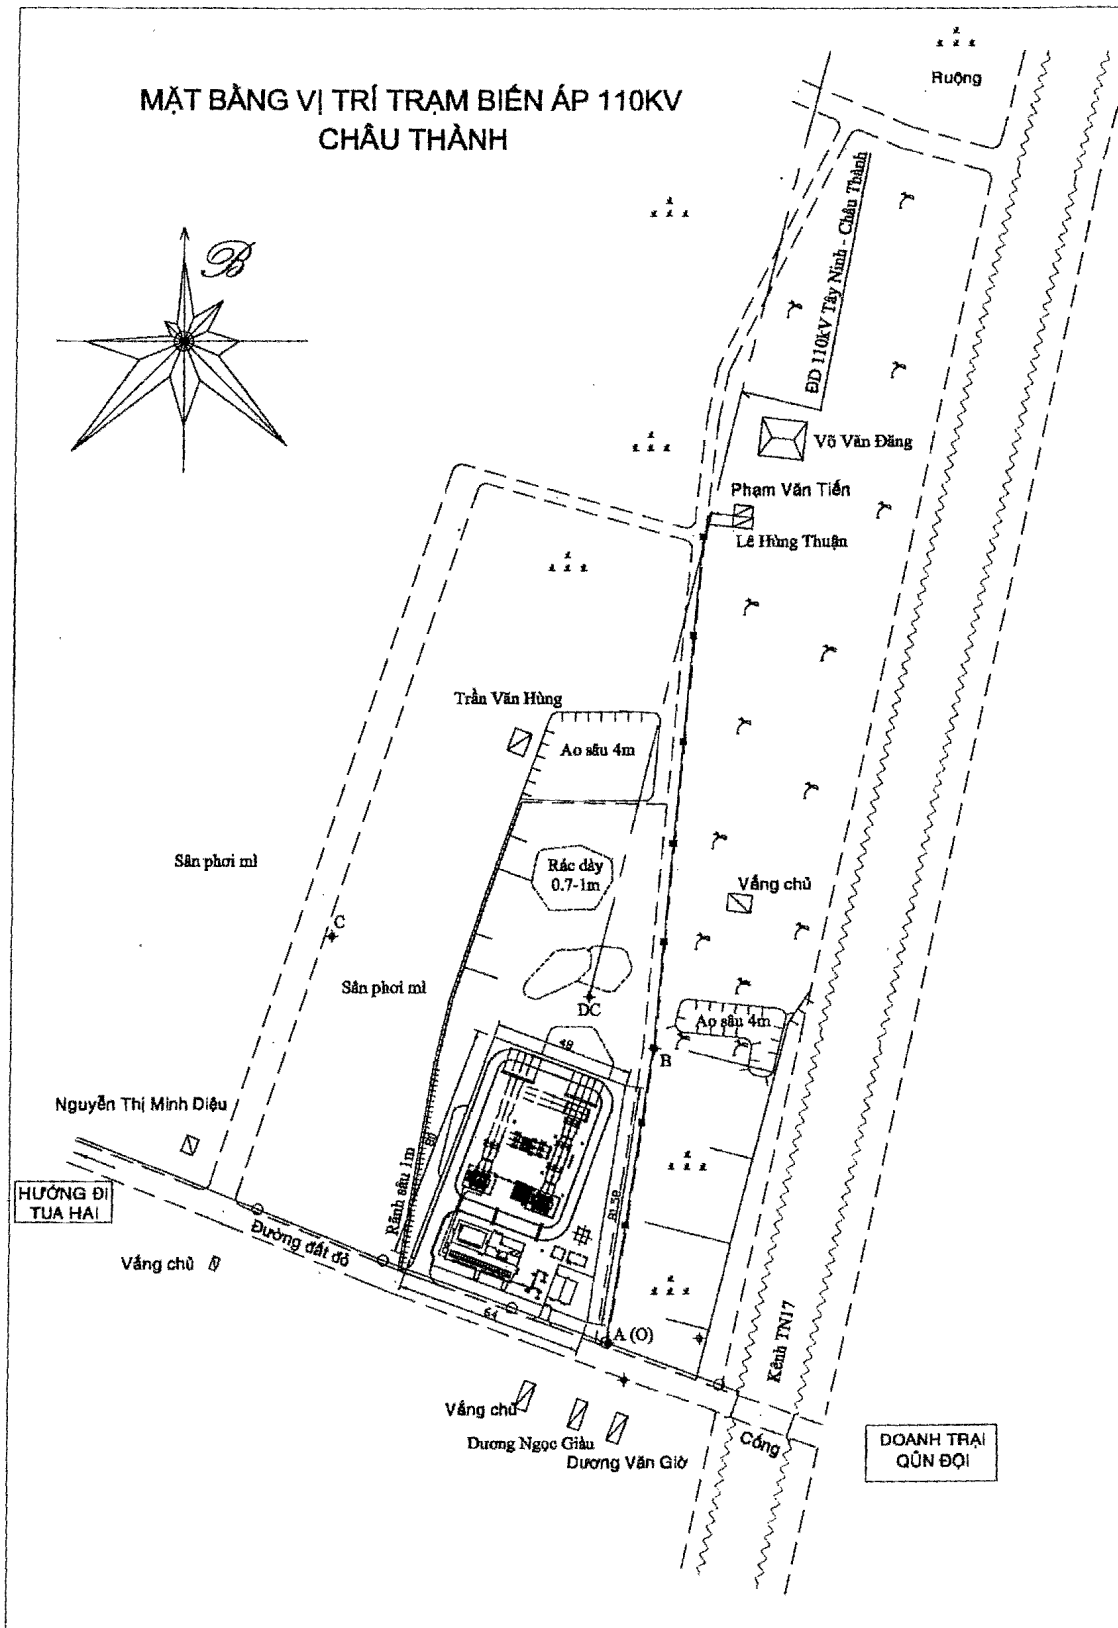 MẶT BẰNG VỊ TRÍ TRẠM BIẾN ÁP 110KV
CHÂU THÀNH
Ruộng
B
ĐD 110kV Tây Ninh - Châu Thành
Võ Văn Đăng
Phạm Văn Tiến
Lê Hùng Thuận
Trần Văn Hùng
Ao sâu 4m
Sân phơi mì
Rác dày
0.7-1m
Vắng chủ
C
Sân phơi mì
DC
Ao sâu 4m
48
B
Nguyễn Thị Minh Diệu
80
Rãnh sâu 1m
81.58
HƯỚNG ĐI
TUA HAI
Đường đất đỏ
Vắng chủ
64
A (O)
Kênh TN17
Vắng chủ
Dương Ngọc Giàu
Dương Văn Giờ
Cống
DOANH TRẠI
QÛN ĐỘI